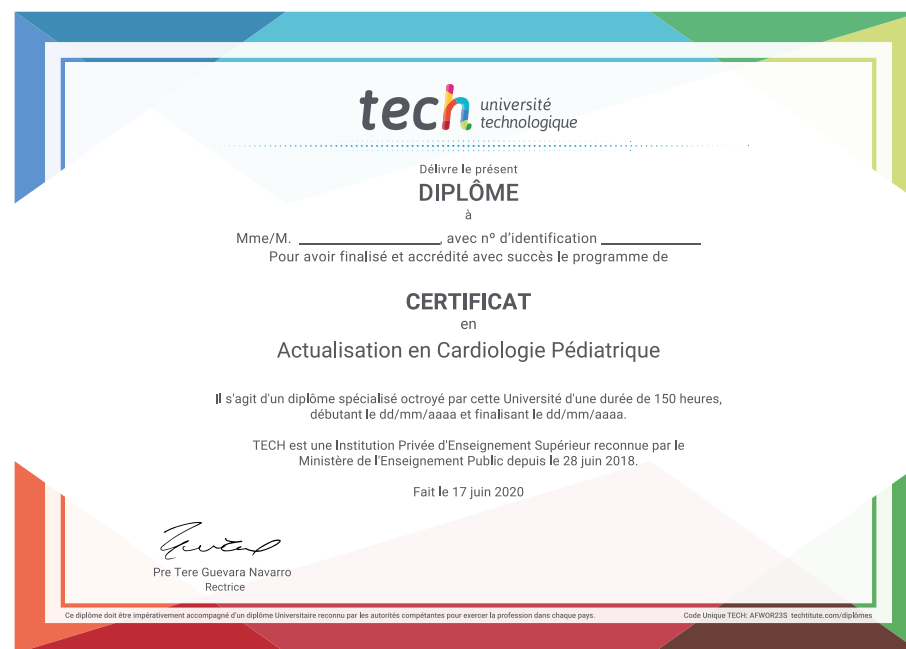 tech université
technologique
Délivre le présent
DIPLÔME
à
Mme/M. ____________________, avec nº d'identification ______________
Pour avoir finalisé et accrédité avec succès le programme de
CERTIFICAT
en
Actualisation en Cardiologie Pédiatrique
Il s'agit d'un diplôme spécialisé octroyé par cette Université d'une durée de 150 heures,
débutant le dd/mm/aaaa et finalisant le dd/mm/aaaa.
TECH est une Institution Privée d'Enseignement Supérieur reconnue par le
Ministère de l'Enseignement Public depuis le 28 juin 2018.
Fait le 17 juin 2020
Pre Tere Guevara Navarro
Rectrice
Ce diplôme doit être impérativement accompagné d'un diplôme Universitaire reconnu par les autorités compétentes pour exercer la profession dans chaque pays. Code Unique TECH: AFWOR23S techtitute.com/diplômes